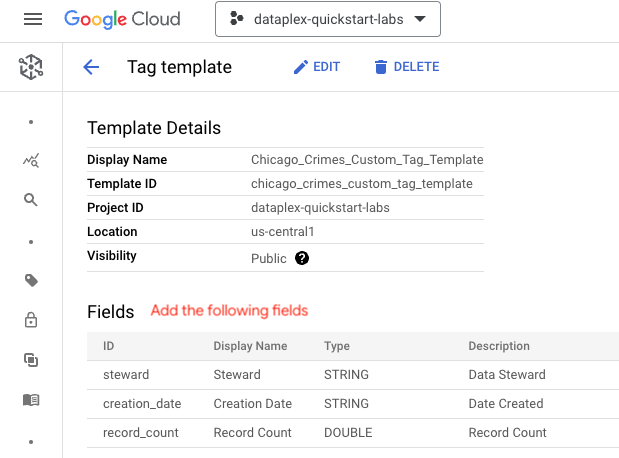 Google Cloud
dataplex-quickstart-labs
Tag template
EDIT
DELETE
Template Details
Display Name Chicago_Crimes_Custom_Tag_Template
Template ID chicago_crimes_custom_tag_template
Project ID dataplex-quickstart-labs
Location us-central1
Visibility Public ?
Fields Add the following fields
ID Display Name Type Description
steward Steward STRING Data Steward
creation_date Creation Date STRING Date Created
record_count Record Count DOUBLE Record Count